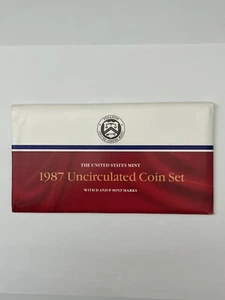 THE UNITED STATES MINT
1987 Uncirculated Coin Set
WITH D AND P MINT MARKS